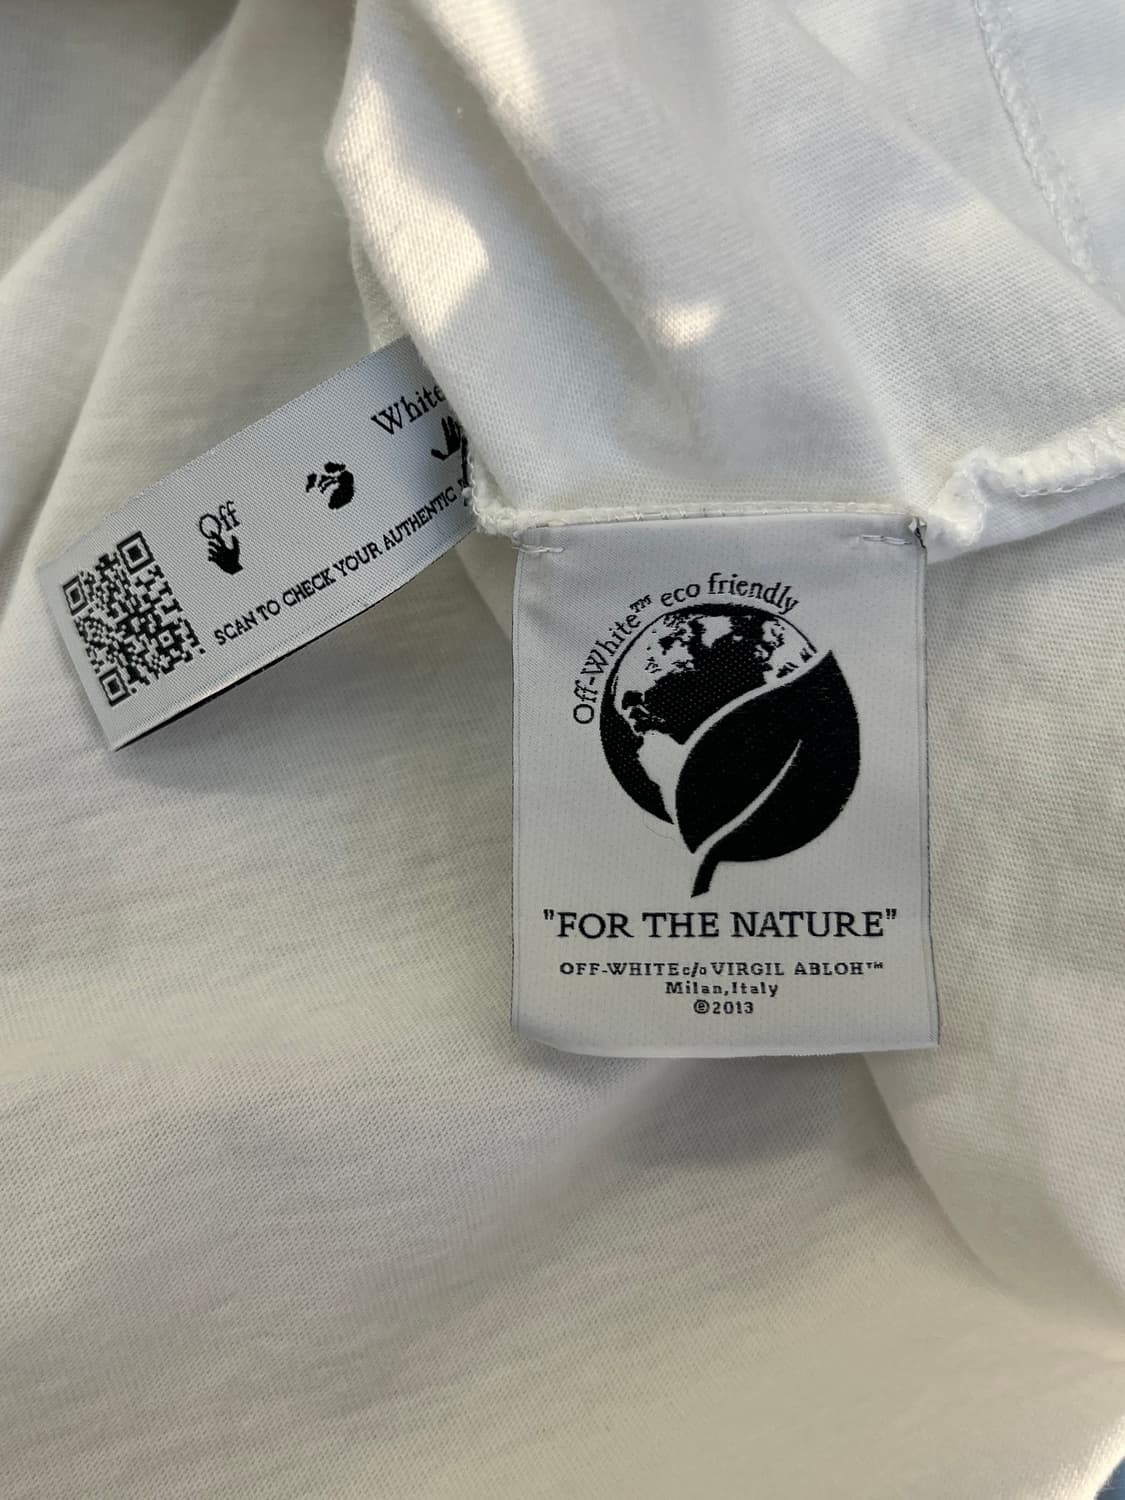 White
Off
SCAN TO CHECK YOUR AUTHENTIC
Off-White™ eco friendly
"FOR THE NATURE"
OFF-WHITE c/o VIRGIL ABLOH™
Milan, Italy
©2013